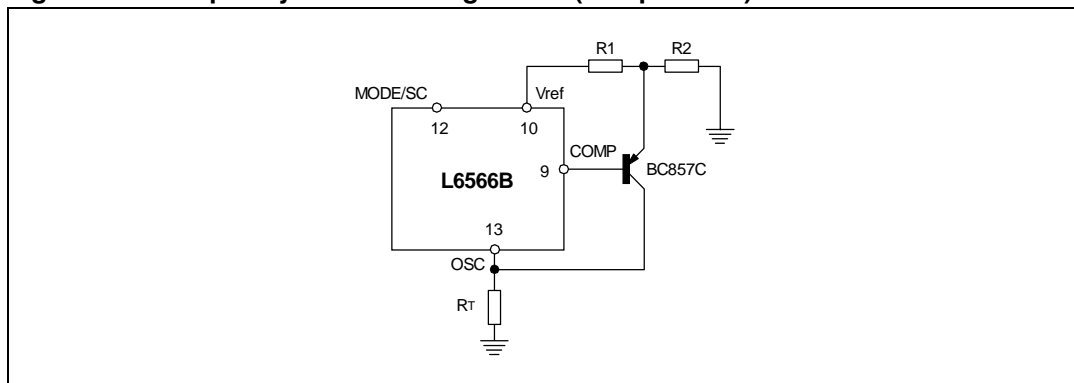 R1
R2
MODE/SC
Vref
12
10
COMP
9
BC857C
L6566B
13
OSC
RT